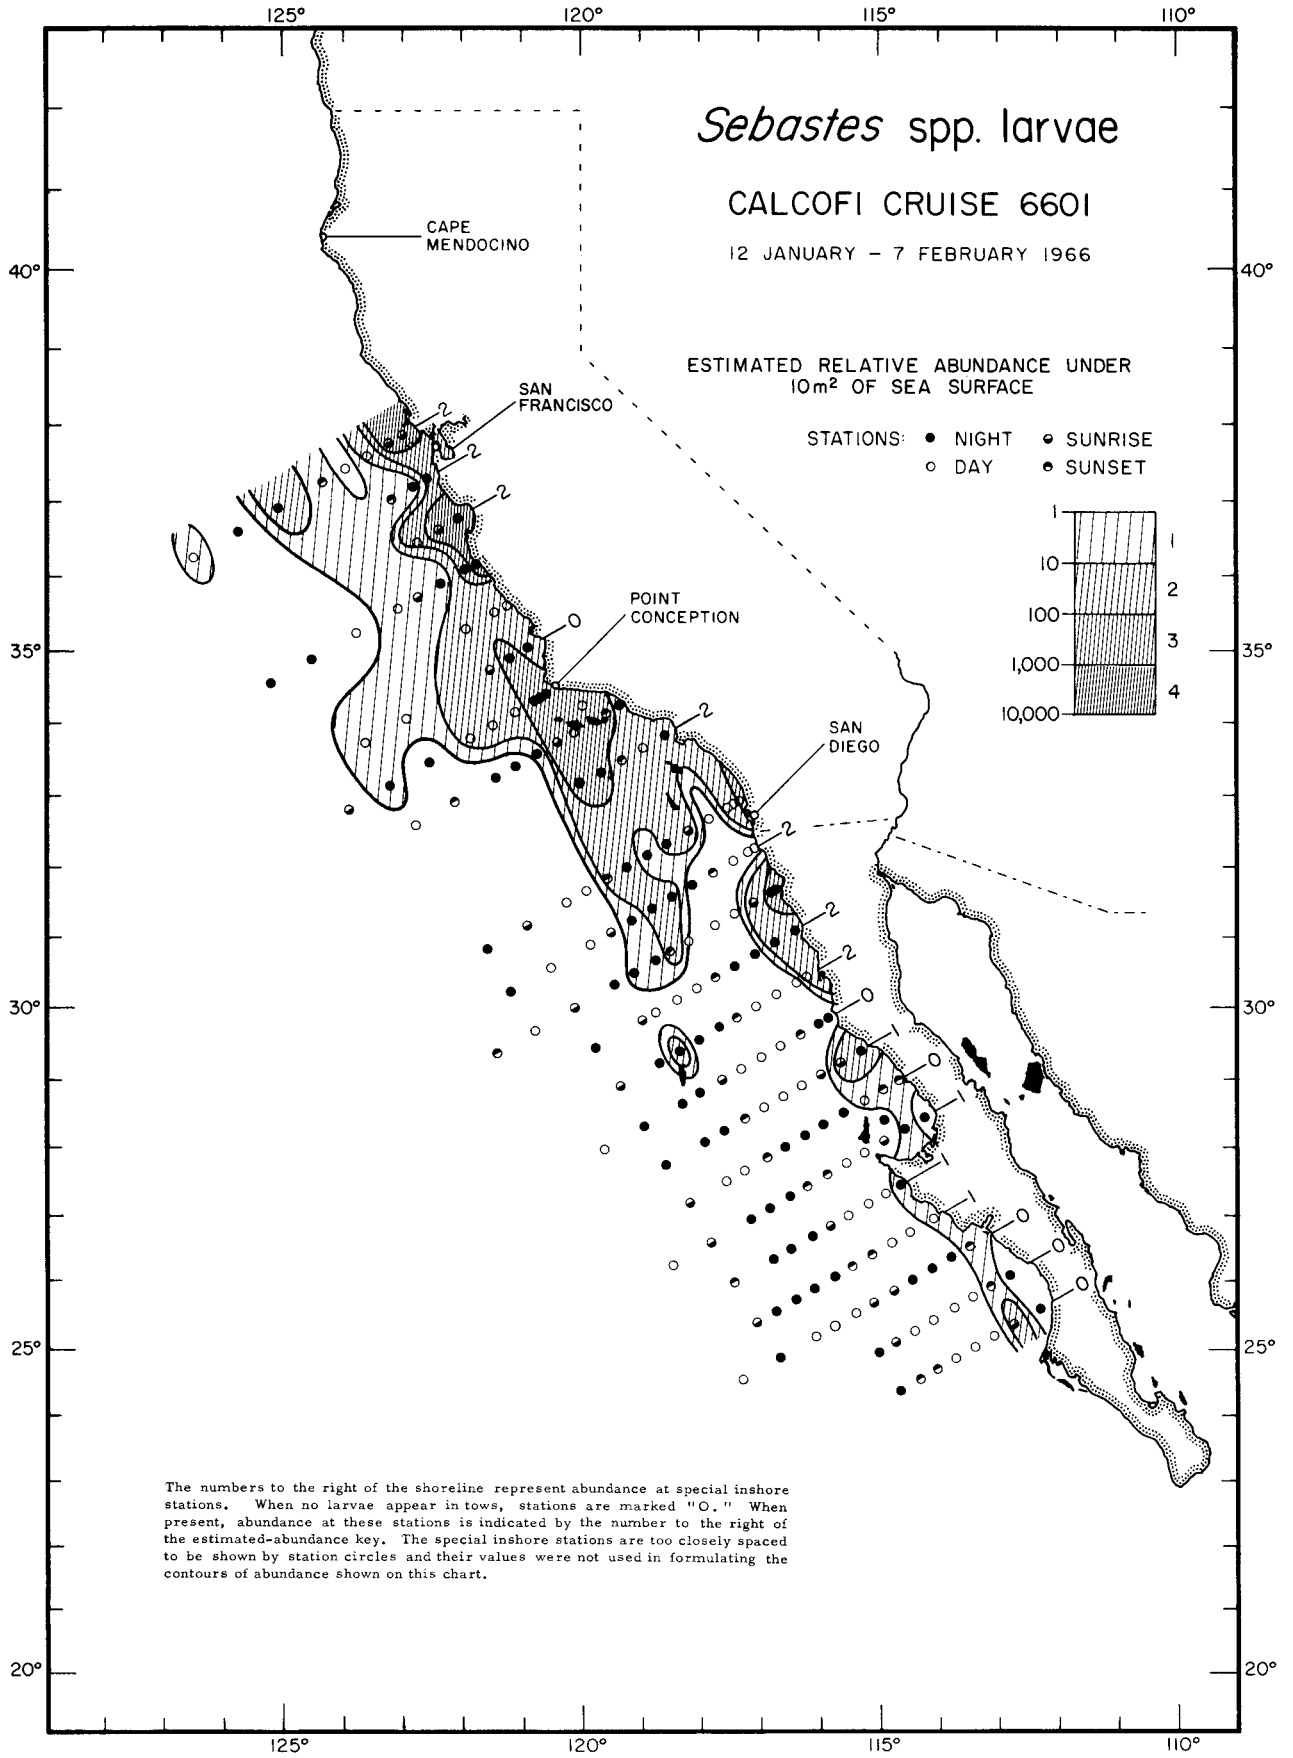 125° 120° 115° 110°
Sebastes spp. larvae
CALCOFI CRUISE 6601
12 JANUARY – 7 FEBRUARY 1966
CAPE
MENDOCINO
40° 40°
ESTIMATED RELATIVE ABUNDANCE UNDER
10m² OF SEA SURFACE
SAN
FRANCISCO
2
STATIONS: NIGHT SUNRISE
DAY SUNSET
2
2
1
10
100
1,000
10,000
1
2
3
4
POINT
CONCEPTION
0
35° 35°
2
SAN
DIEGO
2
2
2
30° 30°
0
1
0
1
1
1
0
0
0
25° 25°
The numbers to the right of the shoreline represent abundance at special inshore
stations. When no larvae appear in tows, stations are marked "O." When
present, abundance at these stations is indicated by the number to the right of
the estimated-abundance key. The special inshore stations are too closely spaced
to be shown by station circles and their values were not used in formulating the
contours of abundance shown on this chart.
20° 20°
125° 120° 115° 110°